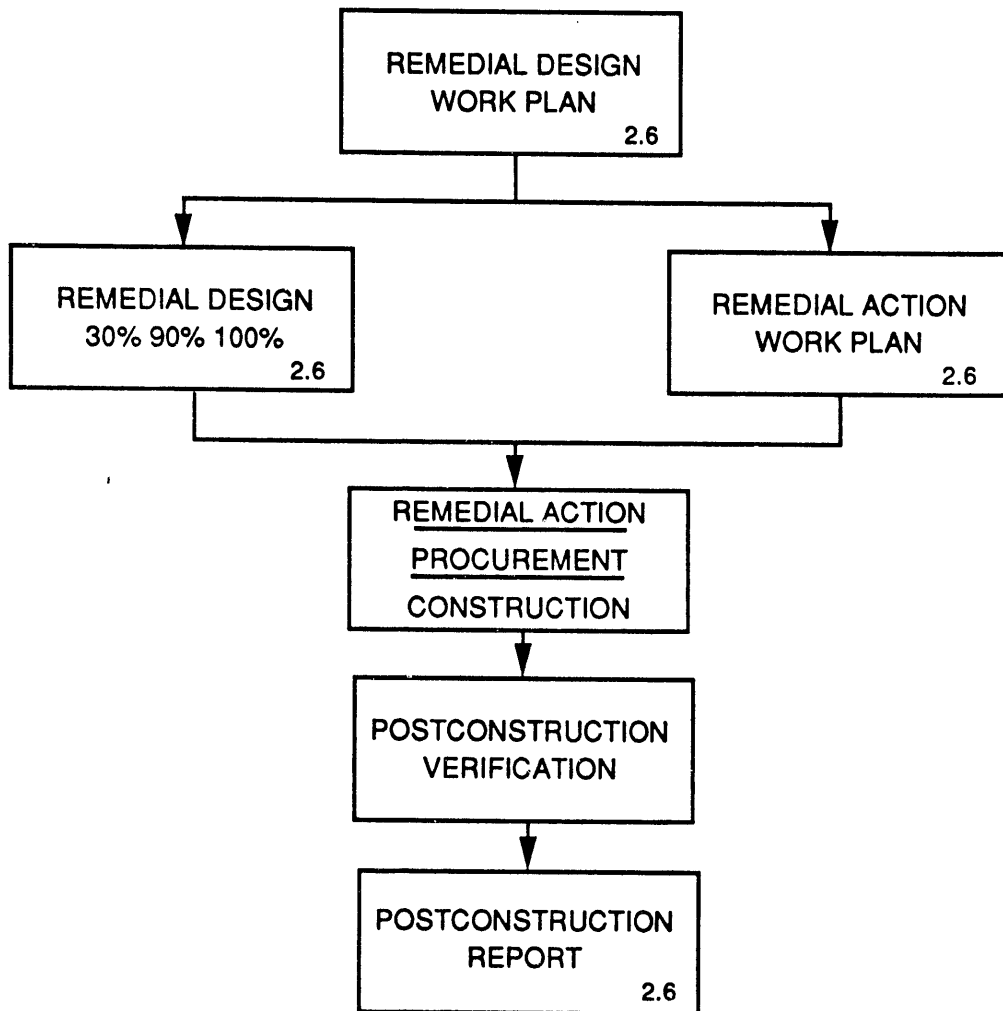 REMEDIAL DESIGN
WORK PLAN
2.6
REMEDIAL DESIGN
30% 90% 100%
2.6
REMEDIAL ACTION
WORK PLAN
2.6
REMEDIAL ACTION
PROCUREMENT
CONSTRUCTION
POSTCONSTRUCTION
VERIFICATION
POSTCONSTRUCTION
REPORT
2.6